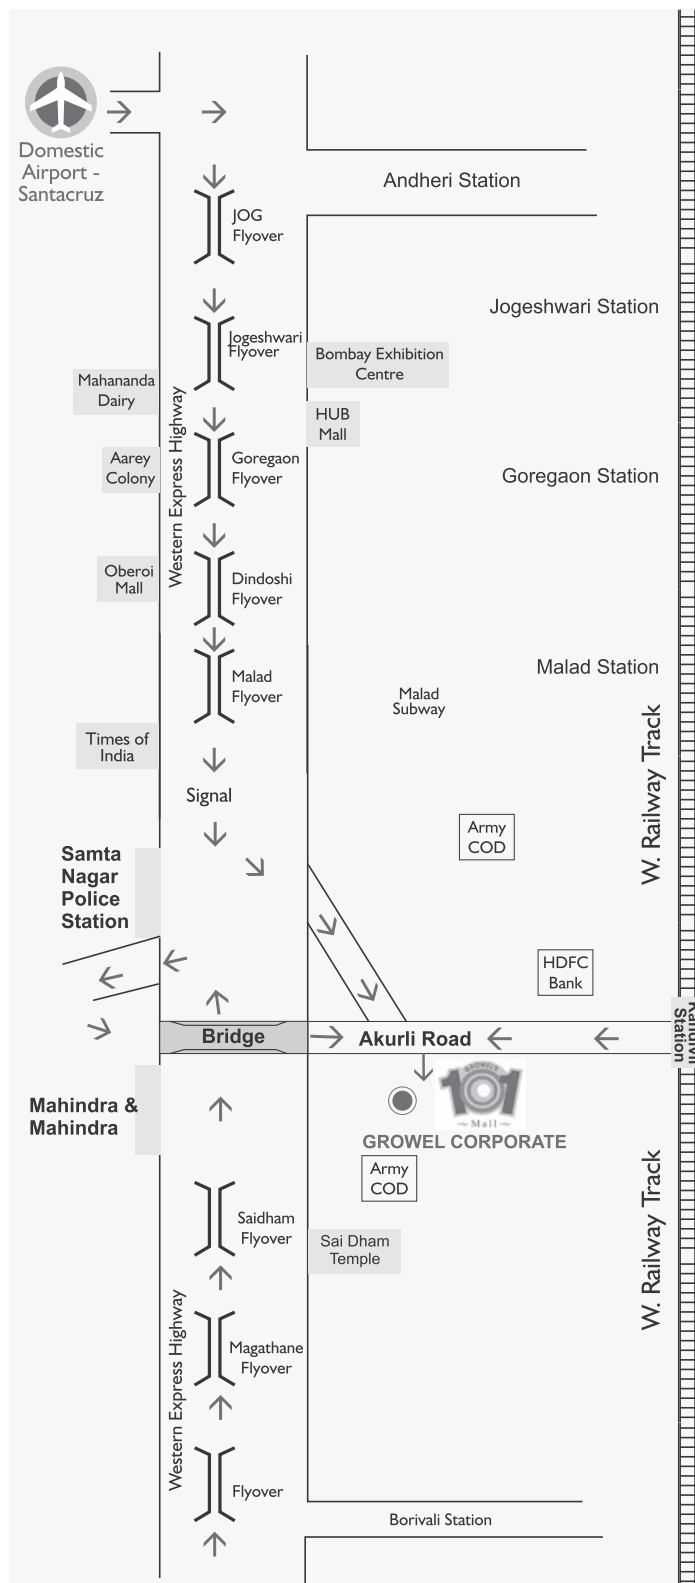 Domestic
Airport -
Santacruz
Andheri Station
JOG
Flyover
Jogeshwari Station
Jogeshwari
Flyover
Bombay Exhibition
Centre
Mahananda
Dairy
Western Express Highway
HUB
Mall
Aarey
Colony
Goregaon
Flyover
Goregaon Station
Oberoi
Mall
Dindoshi
Flyover
Malad Station
Malad
Flyover
Malad
Subway
W. Railway Track
Times of
India
Signal
Army
COD
Samta
Nagar
Police
Station
HDFC
Bank
Bridge
Akurli Road
Station
GROWEL'S
101
~Mall~
Mahindra &
Mahindra
GROWEL CORPORATE
Army
COD
W. Railway Track
Saidham
Flyover
Sai Dham
Temple
Western Express Highway
Magathane
Flyover
Flyover
Borivali Station